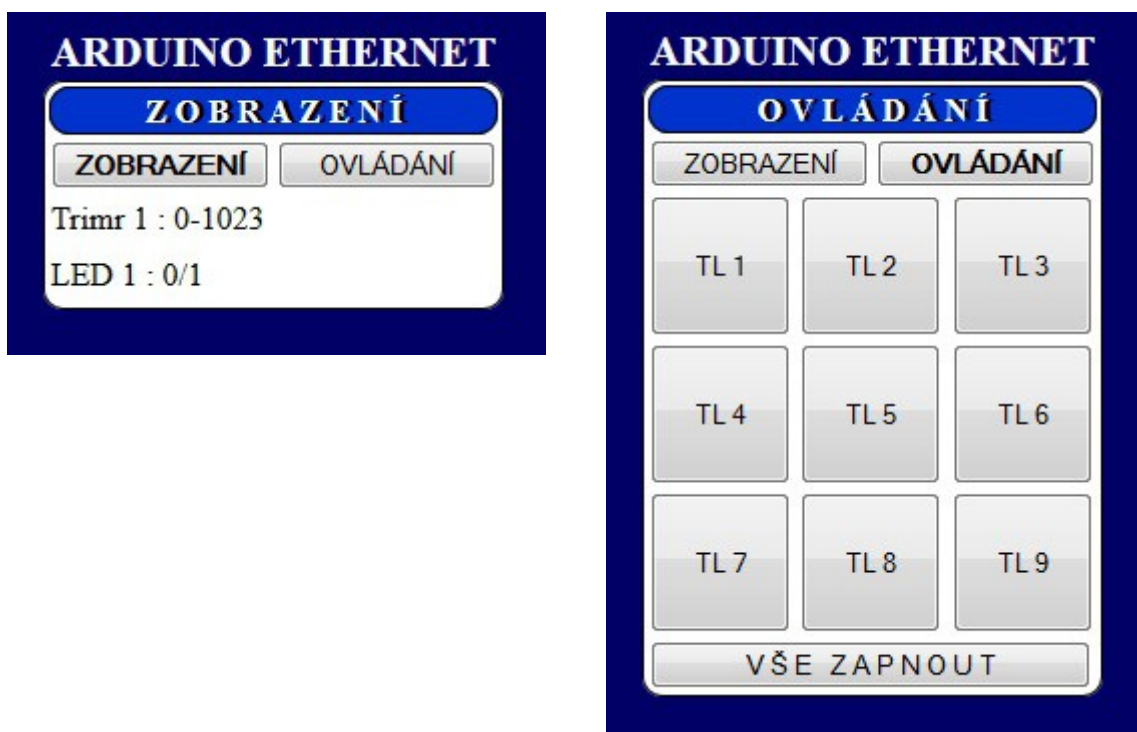 ARDUINO ETHERNET
ZOBRAZENÍ
ZOBRAZENÍ OVLÁDÁNÍ
Trimr 1 : 0-1023
LED 1 : 0/1
ARDUINO ETHERNET
OVLÁDÁNÍ
ZOBRAZENÍ OVLÁDÁNÍ
TL 1 TL 2 TL 3
TL 4 TL 5 TL 6
TL 7 TL 8 TL 9
VŠE ZAPNOUT